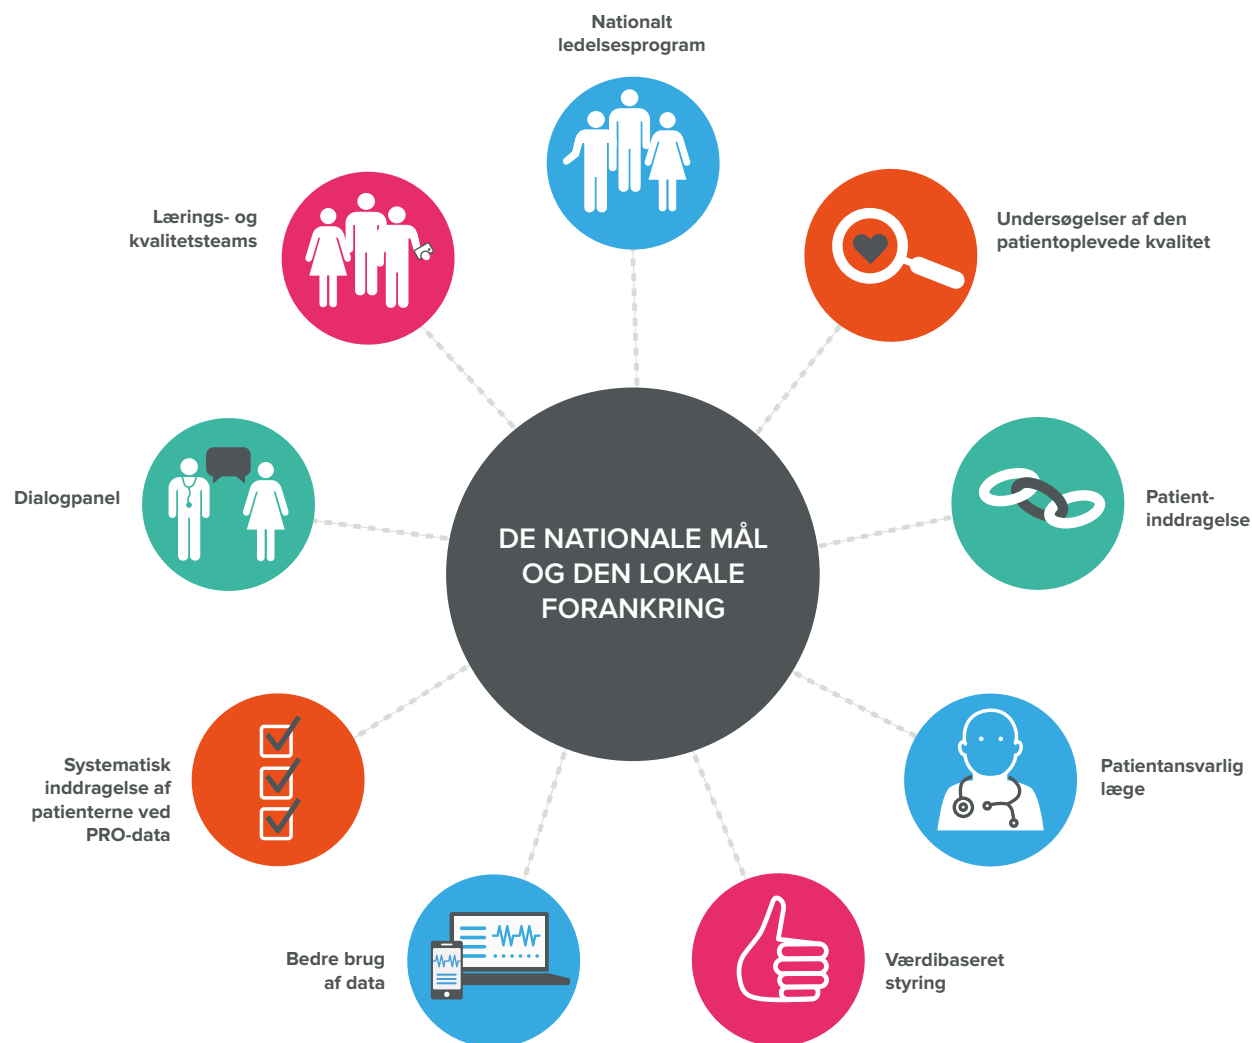 Nationalt
ledelsesprogram
Lærings- og
kvalitetsteams
Undersøgelser af den
patientoplevede kvalitet
Dialogpanel
Patient-
inddragelse
DE NATIONALE MÅL
OG DEN LOKALE
FORANKRING
Systematisk
inddragelse af
patienterne ved
PRO-data
Patientansvarlig
læge
Bedre brug
af data
Værdibaseret
styring